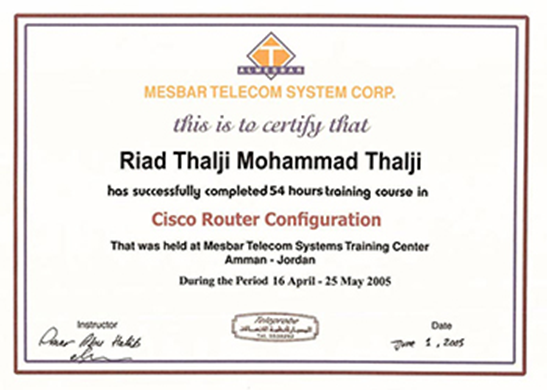 ALMESBAR
MESBAR TELECOM SYSTEM CORP.
this is to certify that
Riad Thalji Mohammad Thalji
has successfully completed 54 hours training course in
Cisco Router Configuration
That was held at Mesbar Telecom Systems Training Center
Amman - Jordan
During the Period 16 April - 25 May 2005
Instructor
Date
June 1, 2005